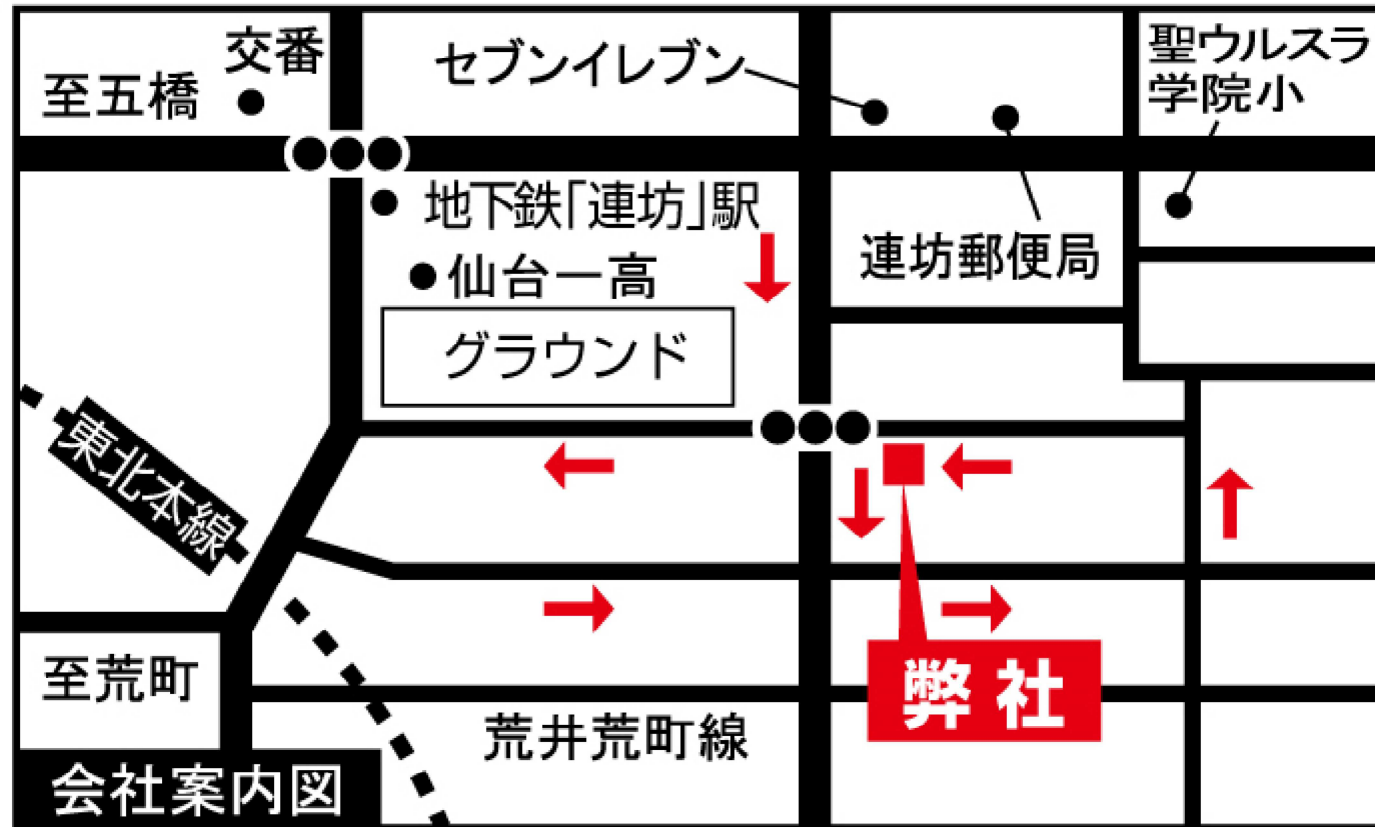 交番
至五橋
セブンイレブン
聖ウルスラ
学院小
地下鉄「連坊」駅
仙台一高
連坊郵便局
グラウンド
東北本線
至荒町
弊社
荒井荒町線
会社案内図